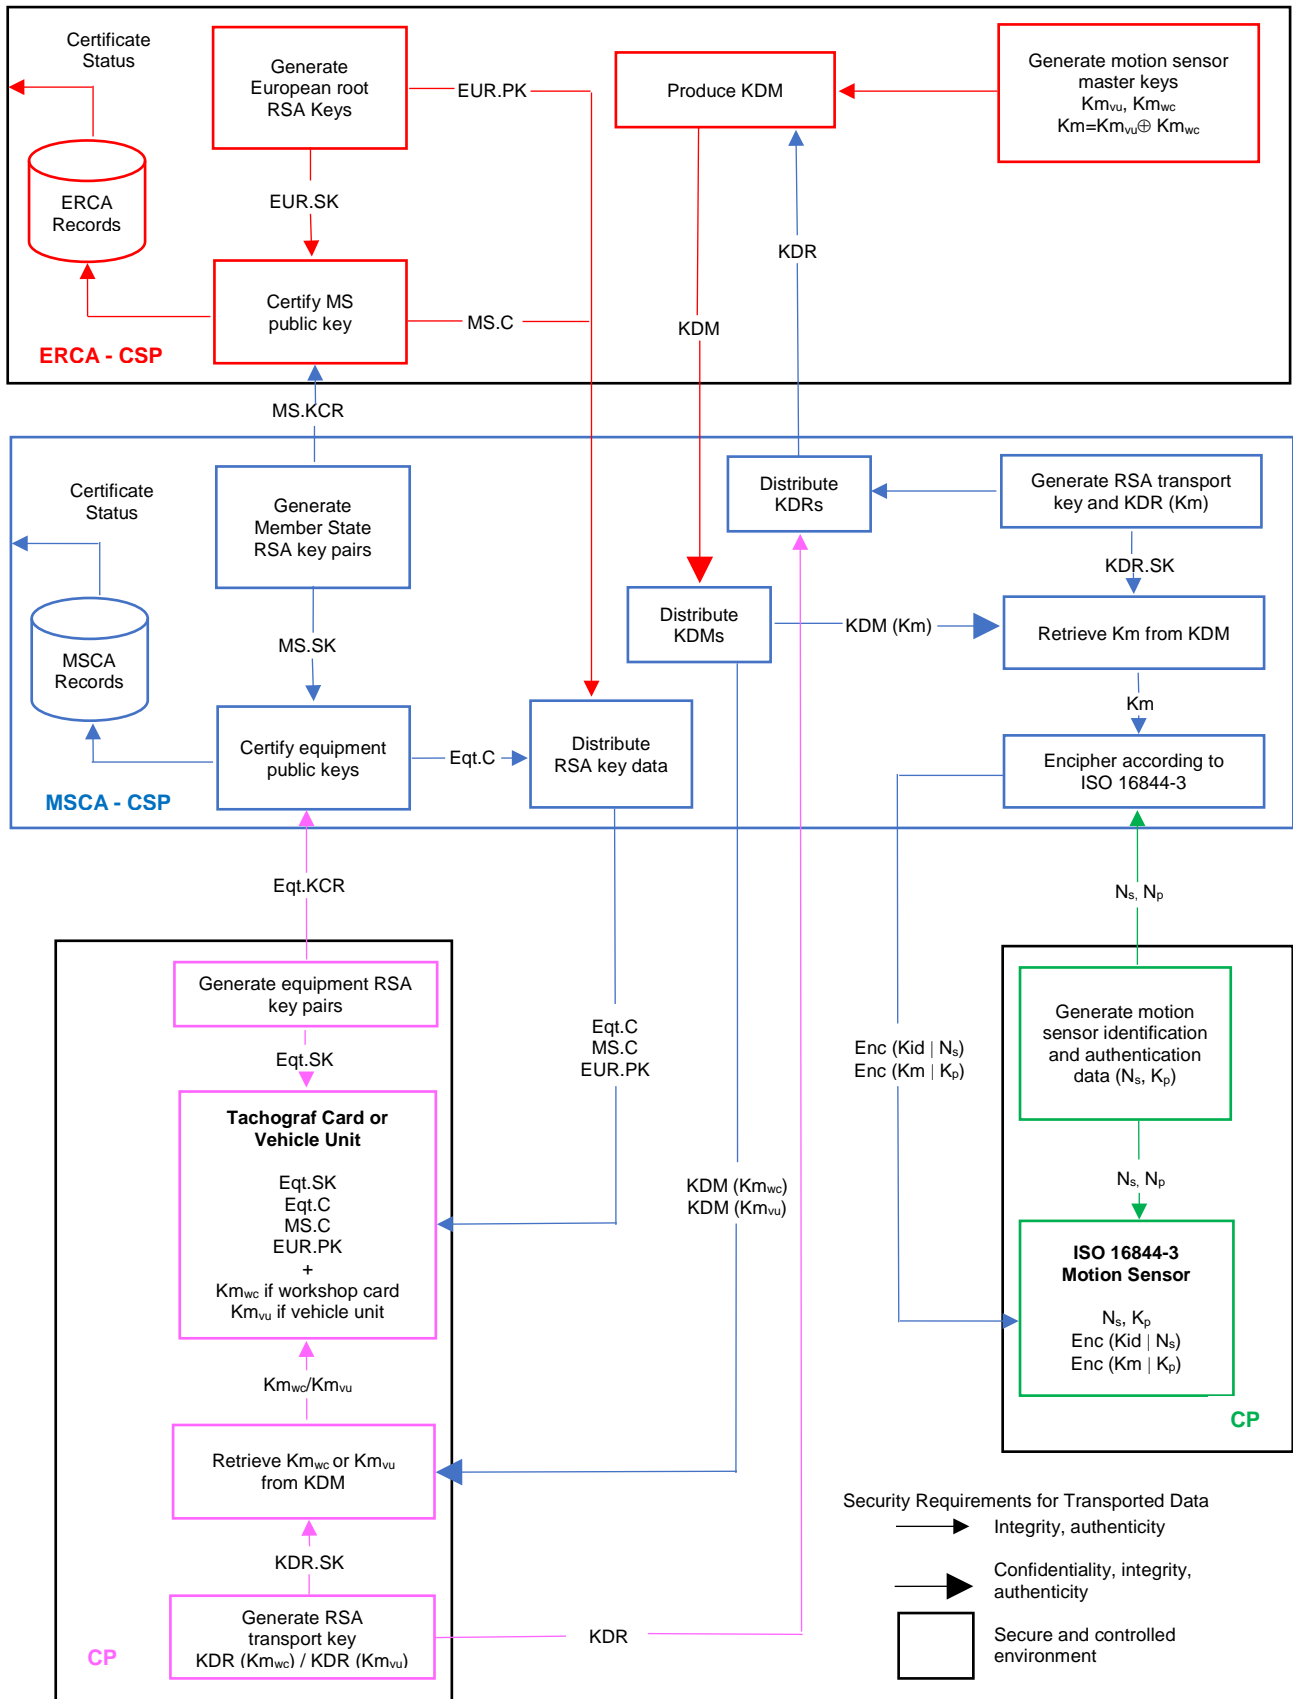 Certificate
Status
Generate
European root
RSA Keys
EUR.PK
Produce KDM
Generate motion sensor
master keys
Kmvu, Kmwc
Km=Kmvu⊕ Kmwc
ERCA
Records
EUR.SK
KDR
Certify MS
public key
MS.C
KDM
ERCA - CSP
MS.KCR
Certificate
Status
Generate
Member State
RSA key pairs
Distribute
KDRs
Generate RSA transport
key and KDR (Km)
KDR.SK
MSCA
Records
MS.SK
Distribute
KDMs
KDM (Km)
Retrieve Km from KDM
Km
Certify equipment
public keys
Eqt.C
Distribute
RSA key data
Encipher according to
ISO 16844-3
MSCA - CSP
Eqt.KCR
Ns, Np
Generate equipment RSA
key pairs
Eqt.SK
Eqt.C
MS.C
EUR.PK
Enc (Kid | Ns)
Enc (Km | Kp)
Generate motion
sensor identification
and authentication
data (Ns, Kp)
Tachograf Card or
Vehicle Unit
Eqt.SK
Eqt.C
MS.C
EUR.PK
+
Kmwc if workshop card
Kmvu if vehicle unit
KDM (Kmwc)
KDM (Kmvu)
Ns, Np
ISO 16844-3
Motion Sensor
Ns, Kp
Enc (Kid | Ns)
Enc (Km | Kp)
CP
Kmwc/Kmvu
Retrieve Kmwc or Kmvu
from KDM
KDR.SK
Generate RSA
transport key
KDR (Kmwc) / KDR (Kmvu)
CP
KDR
Security Requirements for Transported Data
Integrity, authenticity
Confidentiality, integrity,
authenticity
Secure and controlled
environment